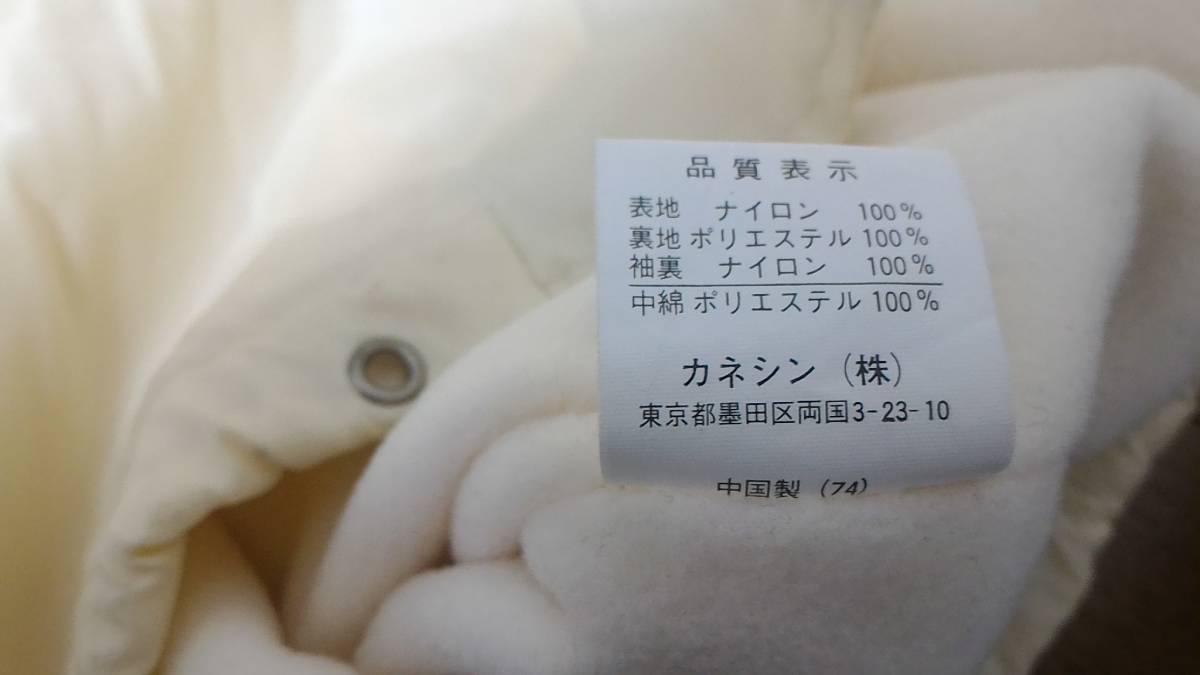 品質表示
表地 ナイロン 100%
裏地 ポリエステル 100%
袖裏 ナイロン 100%
中綿 ポリエステル 100%
カネシン (株)
東京都墨田区両国3-23-10
中国製 (74)